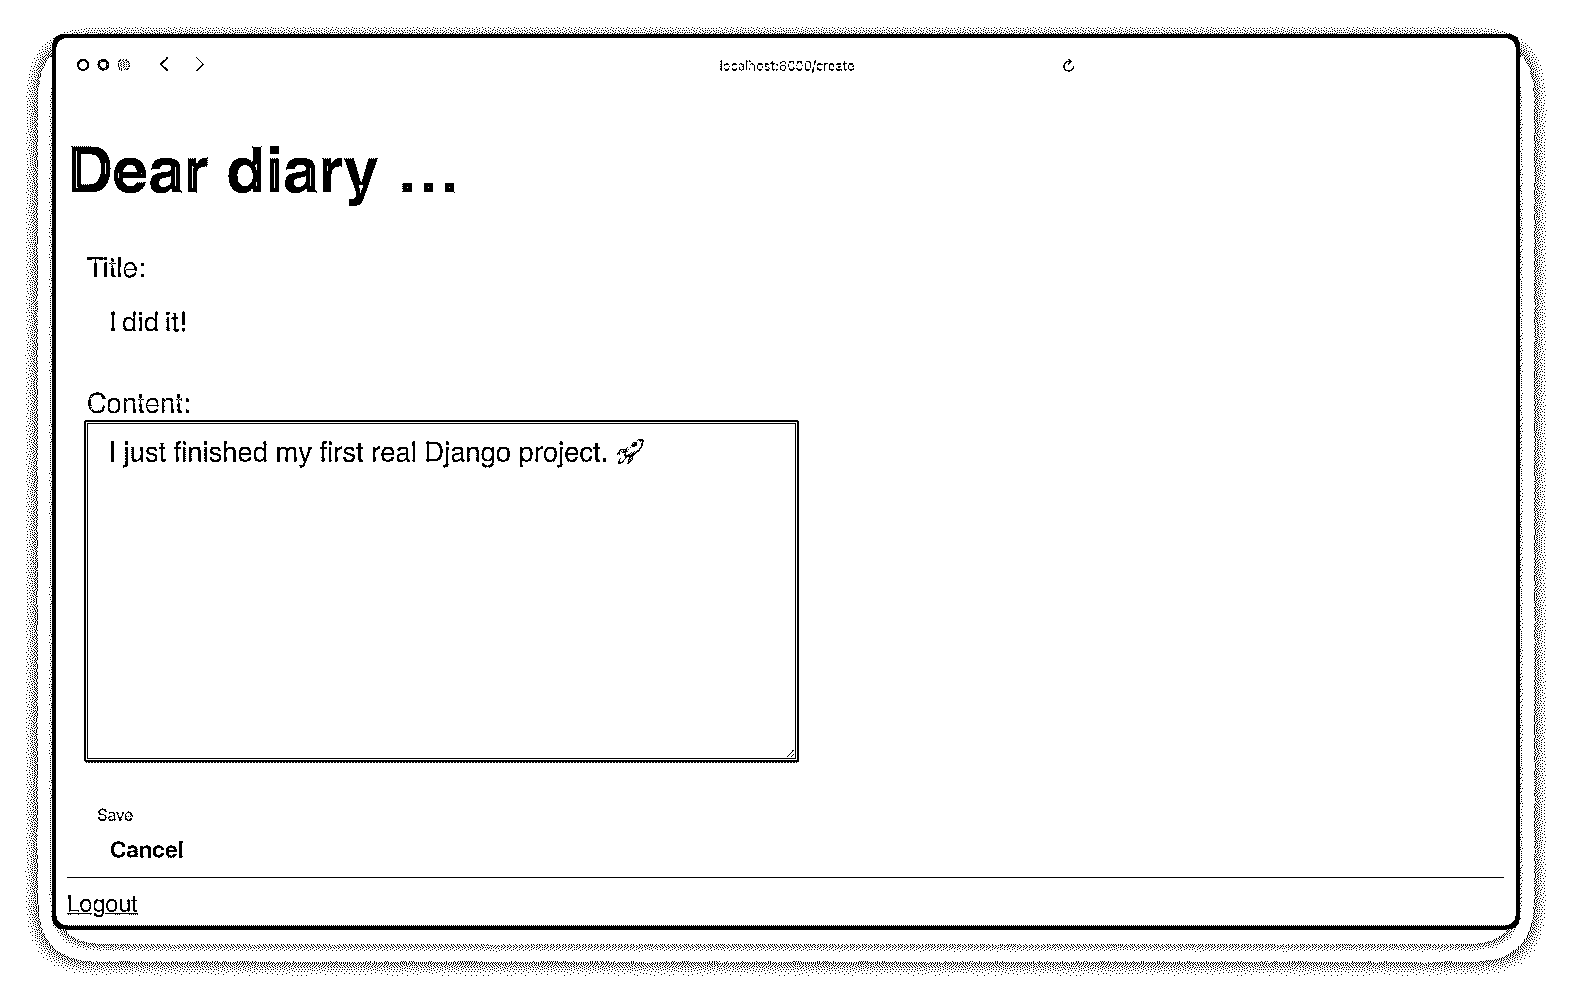 localhost:8000/create
Dear diary ...
Title:
I did it!
Content:
I just finished my first real Django project. 🚀
Save
Cancel
Logout